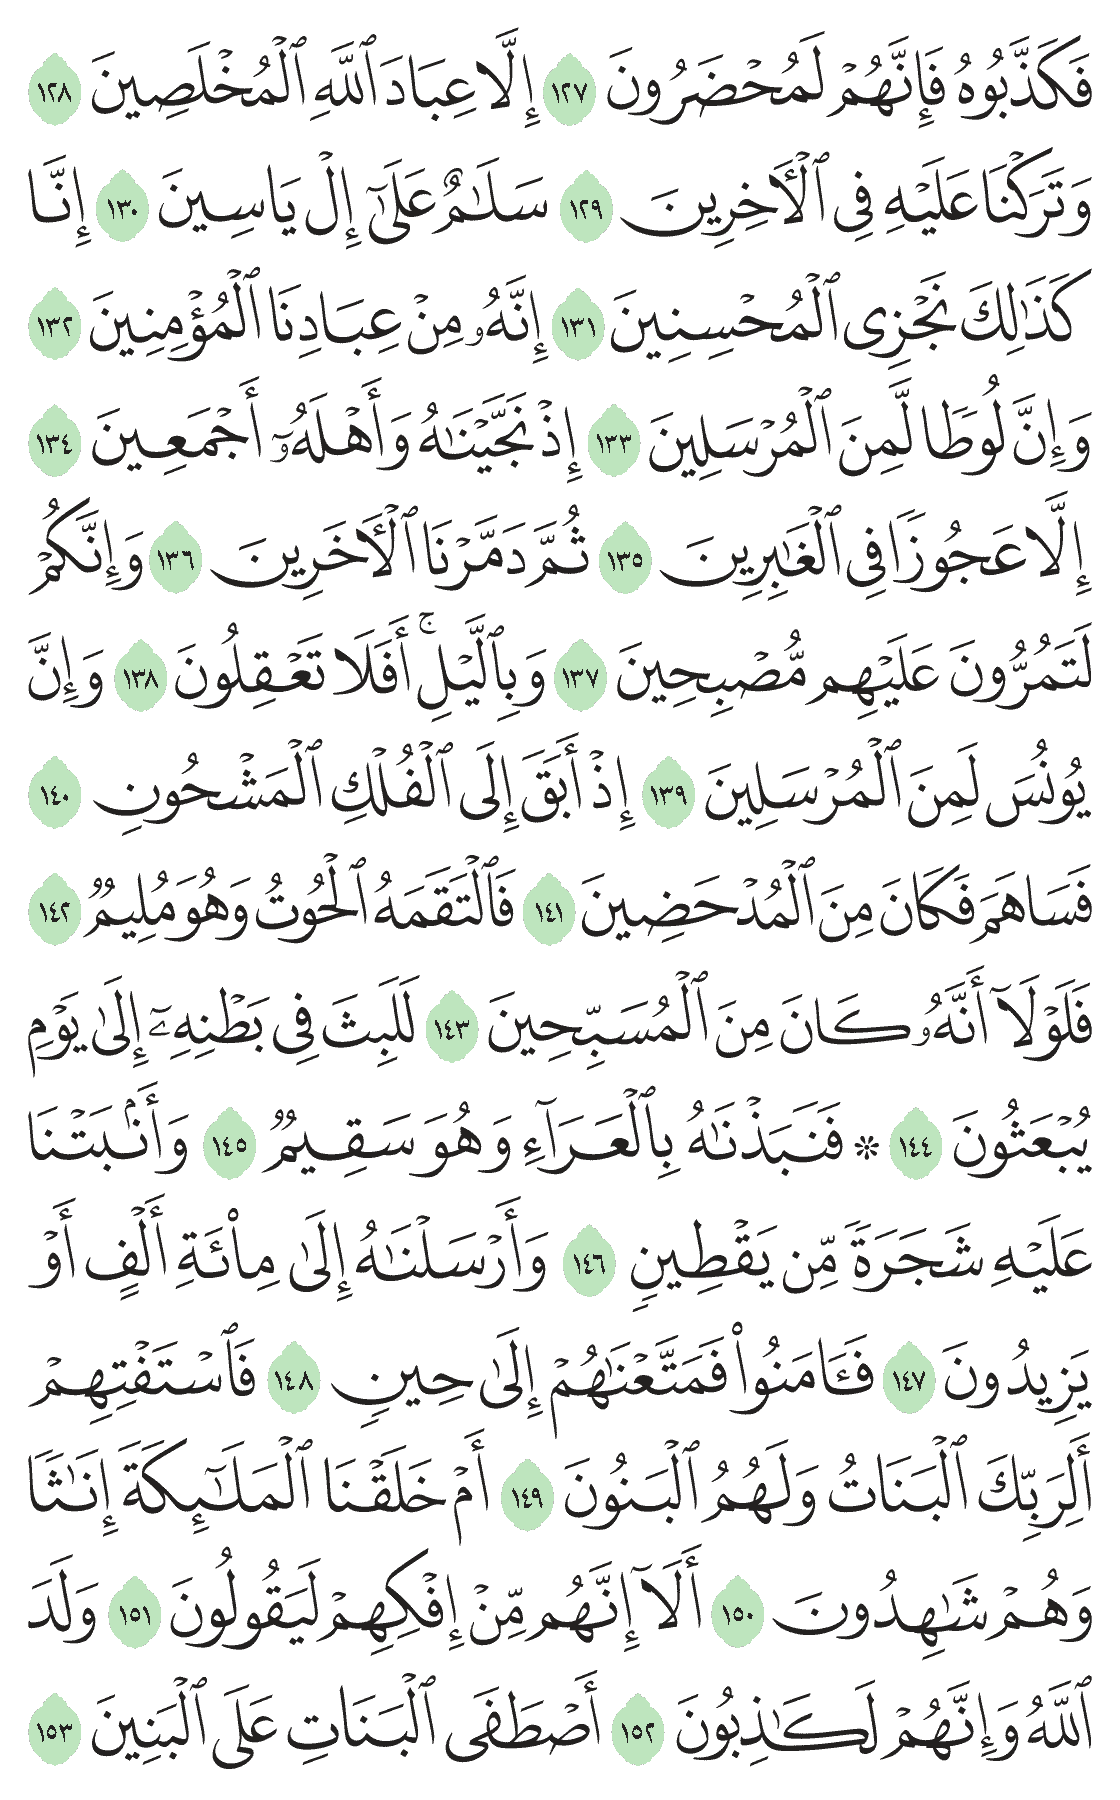 فَكَذَّبُوهُ فَإِنَّهُمْ لَمُحْضَرُونَ ١٢٧ إِلَّا عِبَادَ ٱللَّهِ ٱلْمُخْلَصِينَ ١٢٨
وَتَرَكْنَا عَلَيْهِ فِى ٱلْأَخِرِينَ ١٢٩ سَلَـٰمٌ عَلَىٰٓ إِلْ يَاسِينَ ١٣٠ إِنَّا
كَذَٰلِكَ نَجْزِى ٱلْمُحْسِنِينَ ١٣١ إِنَّهُۥ مِنْ عِبَادِنَا ٱلْمُؤْمِنِينَ ١٣٢
وَإِنَّ لُوطًا لَّمِنَ ٱلْمُرْسَلِينَ ١٣٣ إِذْ نَجَّيْنَـٰهُ وَأَهْلَهُۥٓ أَجْمَعِينَ ١٣٤
إِلَّا عَجُوزًا فِى ٱلْغَـٰبِرِينَ ١٣٥ ثُمَّ دَمَّرْنَا ٱلْأَخَرِينَ ١٣٦ وَإِنَّكُمْ
لَتَمُرُّونَ عَلَيْهِم مُّصْبِحِينَ ١٣٧ وَبِٱلَّيْلِ ۚ أَفَلَا تَعْقِلُونَ ١٣٨ وَإِنَّ
يُونُسَ لَمِنَ ٱلْمُرْسَلِينَ ١٣٩ إِذْ أَبَقَ إِلَى ٱلْفُلْكِ ٱلْمَشْحُونِ ١٤٠
فَسَاهَمَ فَكَانَ مِنَ ٱلْمُدْحَضِينَ ١٤١ فَٱلْتَقَمَهُ ٱلْحُوتُ وَهُوَ مُلِيمٌ ١٤٢
فَلَوْلَآ أَنَّهُۥ كَانَ مِنَ ٱلْمُسَبِّحِينَ ١٤٣ لَلَبِثَ فِى بَطْنِهِۦٓ إِلَىٰ يَوْمِ
يُبْعَثُونَ ١٤٤ ۞ فَنَبَذْنَـٰهُ بِٱلْعَرَآءِ وَهُوَ سَقِيمٌ ١٤٥ وَأَنۢبَتْنَا
عَلَيْهِ شَجَرَةً مِّن يَقْطِينٍ ١٤٦ وَأَرْسَلْنَـٰهُ إِلَىٰ مِا۟ئَةِ أَلْفٍ أَوْ
يَزِيدُونَ ١٤٧ فَـَٔامَنُوا۟ فَمَتَّعْنَـٰهُمْ إِلَىٰ حِينٍ ١٤٨ فَٱسْتَفْتِهِمْ
أَلِرَبِّكَ ٱلْبَنَاتُ وَلَهُمُ ٱلْبَنُونَ ١٤٩ أَمْ خَلَقْنَا ٱلْمَلَـٰٓئِكَةَ إِنَـٰثًا
وَهُمْ شَـٰهِدُونَ ١٥٠ أَلَآ إِنَّهُم مِّنْ إِفْكِهِمْ لَيَقُولُونَ ١٥١ وَلَدَ
ٱللَّهُ وَإِنَّهُمْ لَكَـٰذِبُونَ ١٥٢ أَصْطَفَى ٱلْبَنَاتِ عَلَى ٱلْبَنِينَ ١٥٣